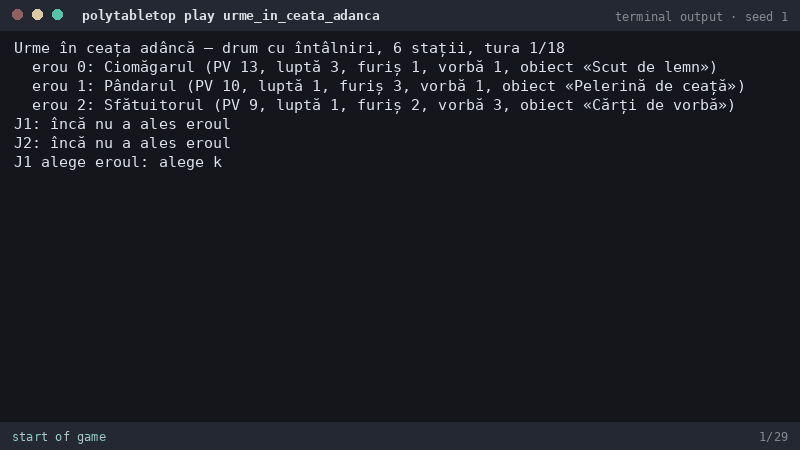 polytabletop play urme_in_ceata_adanca
terminal output · seed 1
Urme în ceața adâncă — drum cu întâlniri, 6 stații, tura 1/18
erou 0: Ciomăgarul (PV 13, luptă 3, furiș 1, vorbă 1, obiect «Scut de lemn»)
erou 1: Pândarul (PV 10, luptă 1, furiș 3, vorbă 1, obiect «Pelerină de ceață»)
erou 2: Sfătuitorul (PV 9, luptă 1, furiș 2, vorbă 3, obiect «Cărți de vorbă»)
J1: încă nu a ales eroul
J2: încă nu a ales eroul
J1 alege eroul: alege k
start of game
1/29